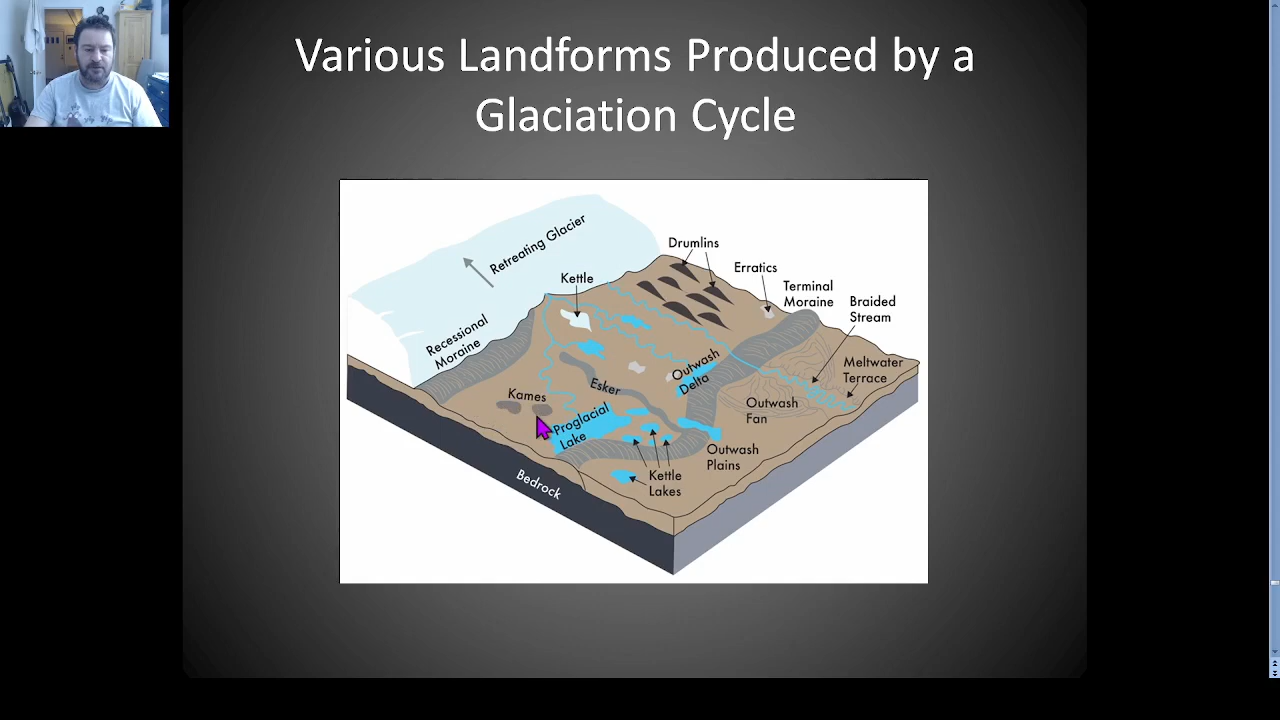 Various Landforms Produced by a
Glaciation Cycle
Retreating Glacier
Drumlins
Erratics
Kettle
Terminal
Moraine
Braided
Stream
Recessional
Moraine
Meltwater
Terrace
Outwash
Delta
Esker
Kames
Outwash
Fan
Proglacial
Lake
Outwash
Plains
Kettle
Lakes
Bedrock